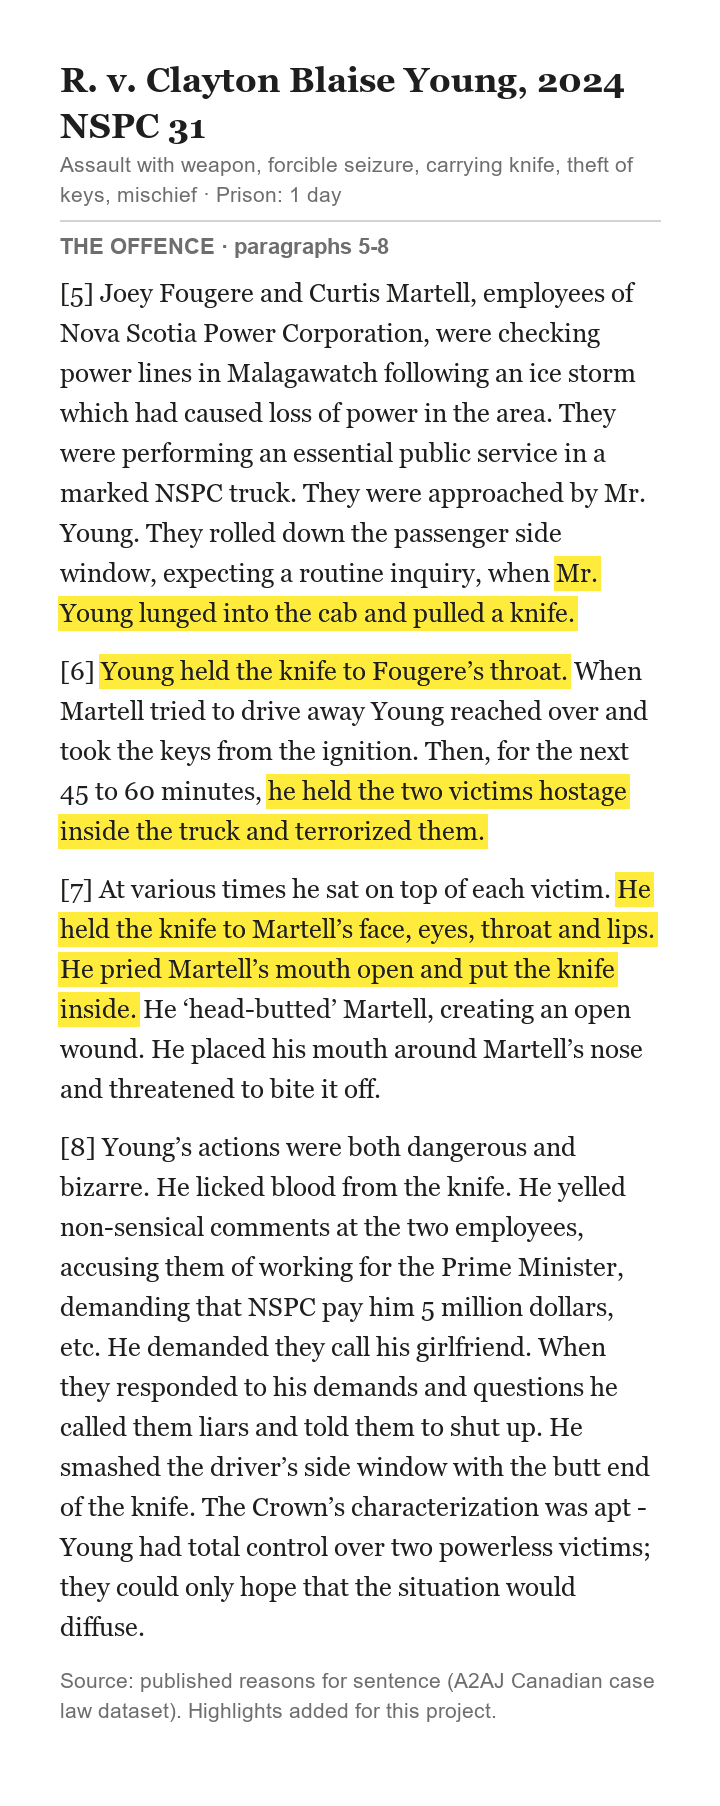 R. v. Clayton Blaise Young, 2024
NSPC 31
Assault with weapon, forcible seizure, carrying knife, theft of
keys, mischief · Prison: 1 day
THE OFFENCE · paragraphs 5-8
[5] Joey Fougere and Curtis Martell, employees of
Nova Scotia Power Corporation, were checking
power lines in Malagawatch following an ice storm
which had caused loss of power in the area. They
were performing an essential public service in a
marked NSPC truck. They were approached by Mr.
Young. They rolled down the passenger side
window, expecting a routine inquiry, when Mr.
Young lunged into the cab and pulled a knife.
[6] Young held the knife to Fougere’s throat. When
Martell tried to drive away Young reached over and
took the keys from the ignition. Then, for the next
45 to 60 minutes, he held the two victims hostage
inside the truck and terrorized them.
[7] At various times he sat on top of each victim. He
held the knife to Martell’s face, eyes, throat and lips.
He pried Martell’s mouth open and put the knife
inside. He ‘head-butted’ Martell, creating an open
wound. He placed his mouth around Martell’s nose
and threatened to bite it off.
[8] Young’s actions were both dangerous and
bizarre. He licked blood from the knife. He yelled
non-sensical comments at the two employees,
accusing them of working for the Prime Minister,
demanding that NSPC pay him 5 million dollars,
etc. He demanded they call his girlfriend. When
they responded to his demands and questions he
called them liars and told them to shut up. He
smashed the driver’s side window with the butt end
of the knife. The Crown’s characterization was apt -
Young had total control over two powerless victims;
they could only hope that the situation would
diffuse.
Source: published reasons for sentence (A2AJ Canadian case
law dataset). Highlights added for this project.